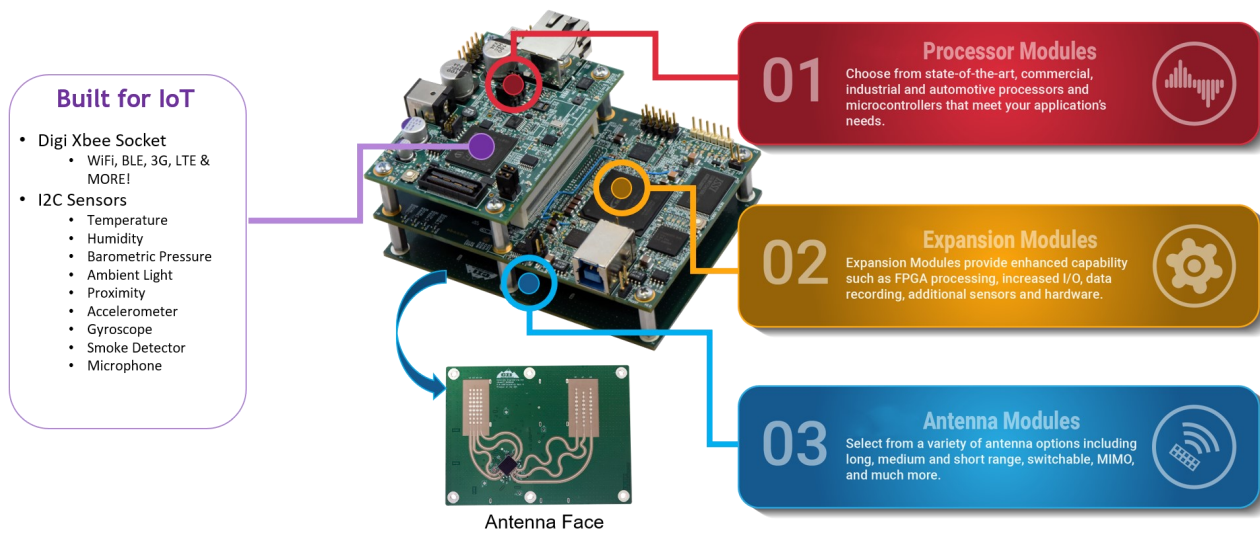 Built for IoT
• Digi Xbee Socket
• WiFi, BLE, 3G, LTE &
MORE!
• I2C Sensors
• Temperature
• Humidity
• Barometric Pressure
• Ambient Light
• Proximity
• Accelerometer
• Gyroscope
• Smoke Detector
• Microphone
01
Processor Modules
Choose from state-of-the-art, commercial,
industrial and automotive processors and
microcontrollers that meet your application's
needs.
02
Expansion Modules
Expansion Modules provide enhanced capability
such as FPGA processing, increased I/O, data
recording, additional sensors and hardware.
03
Antenna Modules
Select from a variety of antenna options including
long, medium and short range, switchable, MIMO,
and much more.
Antenna Face